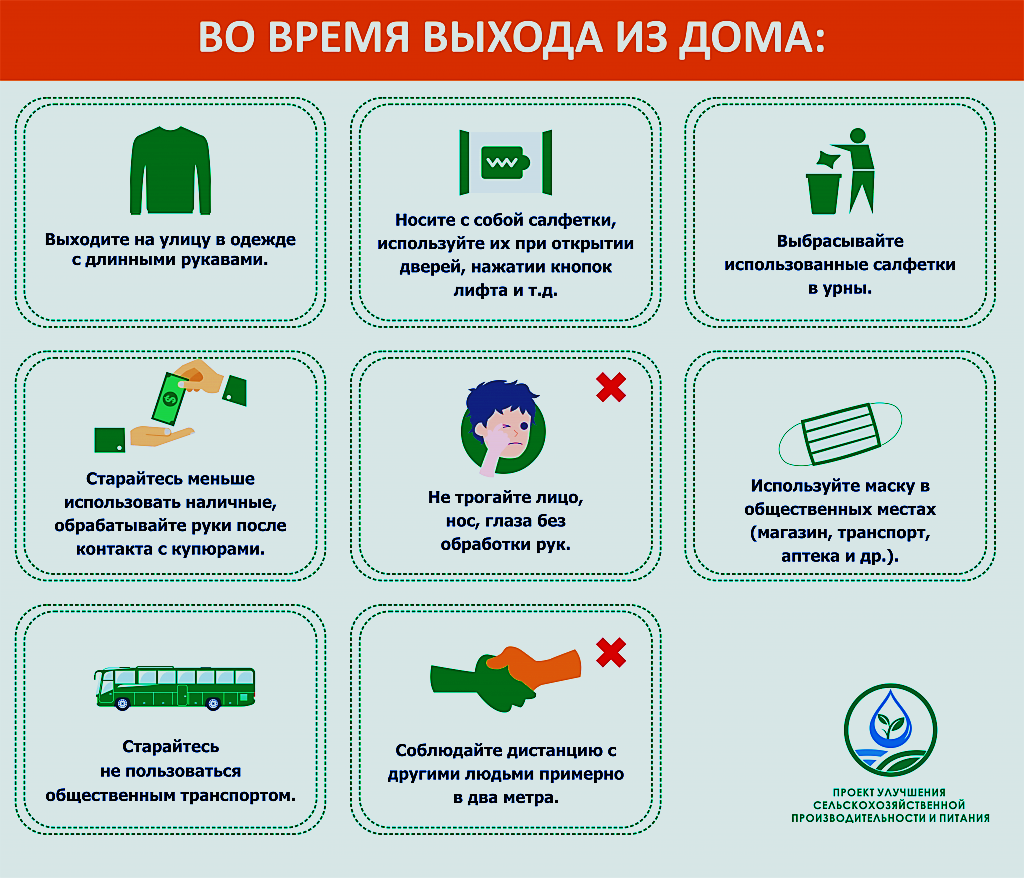 ВО ВРЕМЯ ВЫХОДА ИЗ ДОМА:
Выходите на улицу в одежде
с длинными рукавами.
Носите с собой салфетки,
используйте их при открытии
дверей, нажатии кнопок
лифта и т.д.
Выбрасывайте
использованные салфетки
в урны.
Старайтесь меньше
использовать наличные,
обрабатывайте руки после
контакта с купюрами.
Не трогайте лицо,
нос, глаза без
обработки рук.
Используйте маску в
общественных местах
(магазин, транспорт,
аптека и др.).
Старайтесь
не пользоваться
общественным транспортом.
Соблюдайте дистанцию с
другими людьми примерно
в два метра.
ПРОЕКТ УЛУЧШЕНИЯ
СЕЛЬСКОХОЗЯЙСТВЕННОЙ
ПРОИЗВОДИТЕЛЬНОСТИ И ПИТАНИЯ